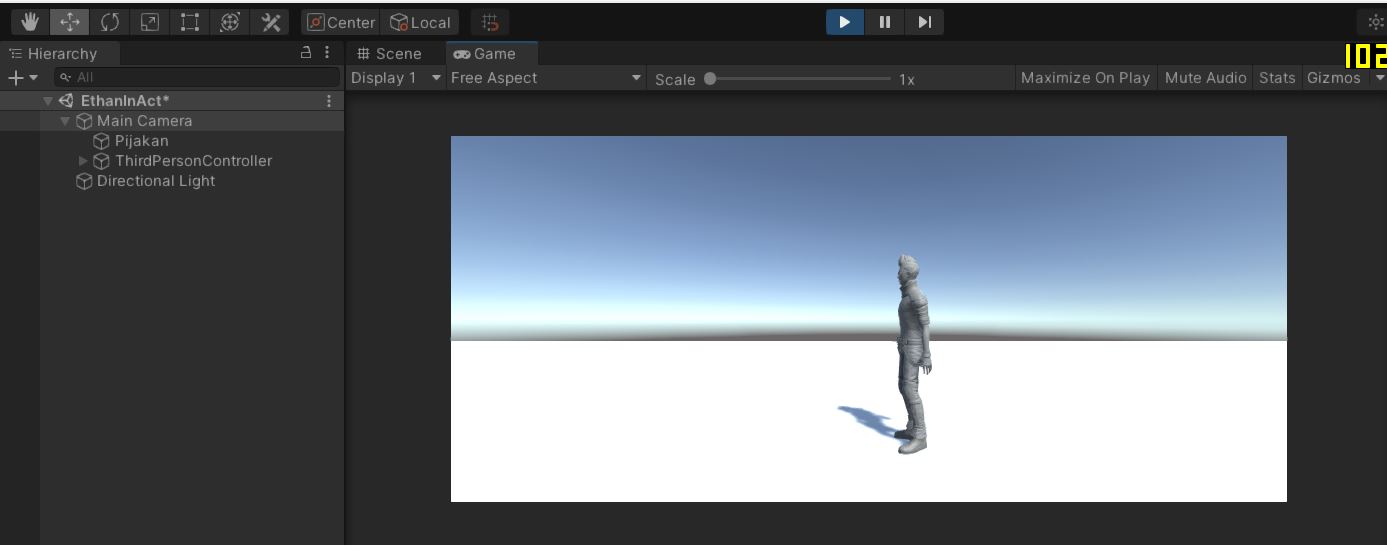 Center Local
Hierarchy
Scene Game
102
All
Display 1 Free Aspect Scale 1x Maximize On Play Mute Audio Stats Gizmos
EthanInAct*
Main Camera
Pijakan
ThirdPersonController
Directional Light